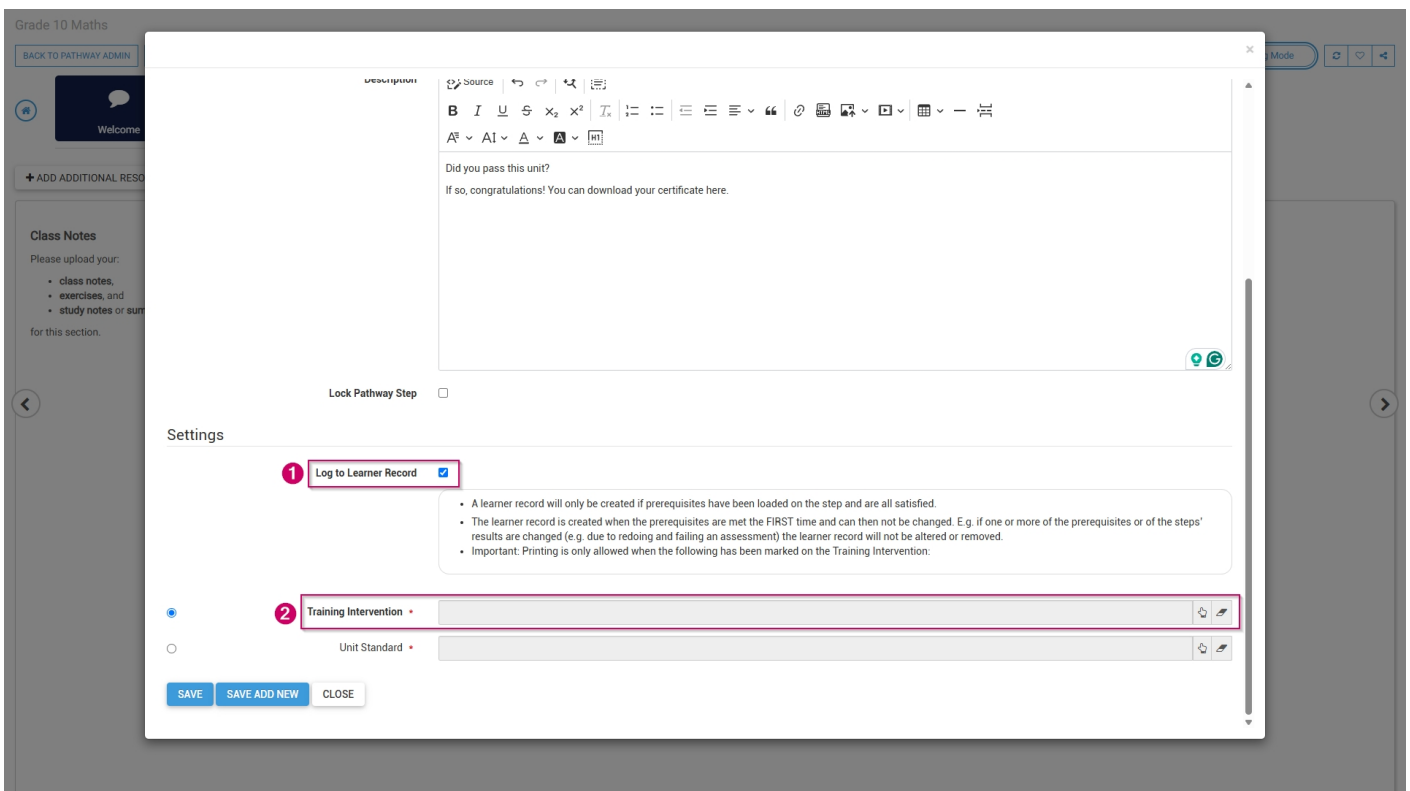 Grade 10 Maths
BACK TO PATHWAY ADMIN
Mode
Welcome
+ ADD ADDITIONAL RESO
Class Notes
Please upload your:
• class notes,
• exercises, and
• study notes or sum
for this section.
×
Description
Source
B I U S x₂ x² Tx
A AI A A H1
Did you pass this unit?
If so, congratulations! You can download your certificate here.
Lock Pathway Step
Settings
1 Log to Learner Record
• A learner record will only be created if prerequisites have been loaded on the step and are all satisfied.
• The learner record is created when the prerequisites are met the FIRST time and can then not be changed. E.g. if one or more of the prerequisites or of the steps'
results are changed (e.g. due to redoing and failing an assessment) the learner record will not be altered or removed.
• Important: Printing is only allowed when the following has been marked on the Training Intervention:
2 Training Intervention •
Unit Standard •
SAVE SAVE ADD NEW CLOSE